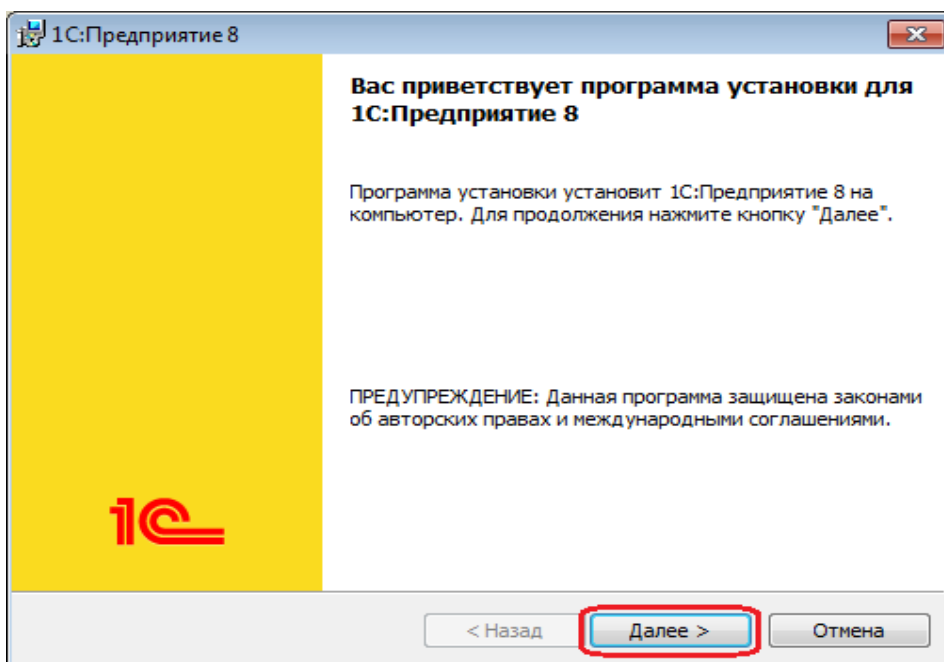 1С:Предприятие 8
Вас приветствует программа установки для
1С:Предприятие 8
Программа установки установит 1С:Предприятие 8 на
компьютер. Для продолжения нажмите кнопку "Далее".
ПРЕДУПРЕЖДЕНИЕ: Данная программа защищена законами
об авторских правах и международными соглашениями.
1С
< Назад
Далее >
Отмена